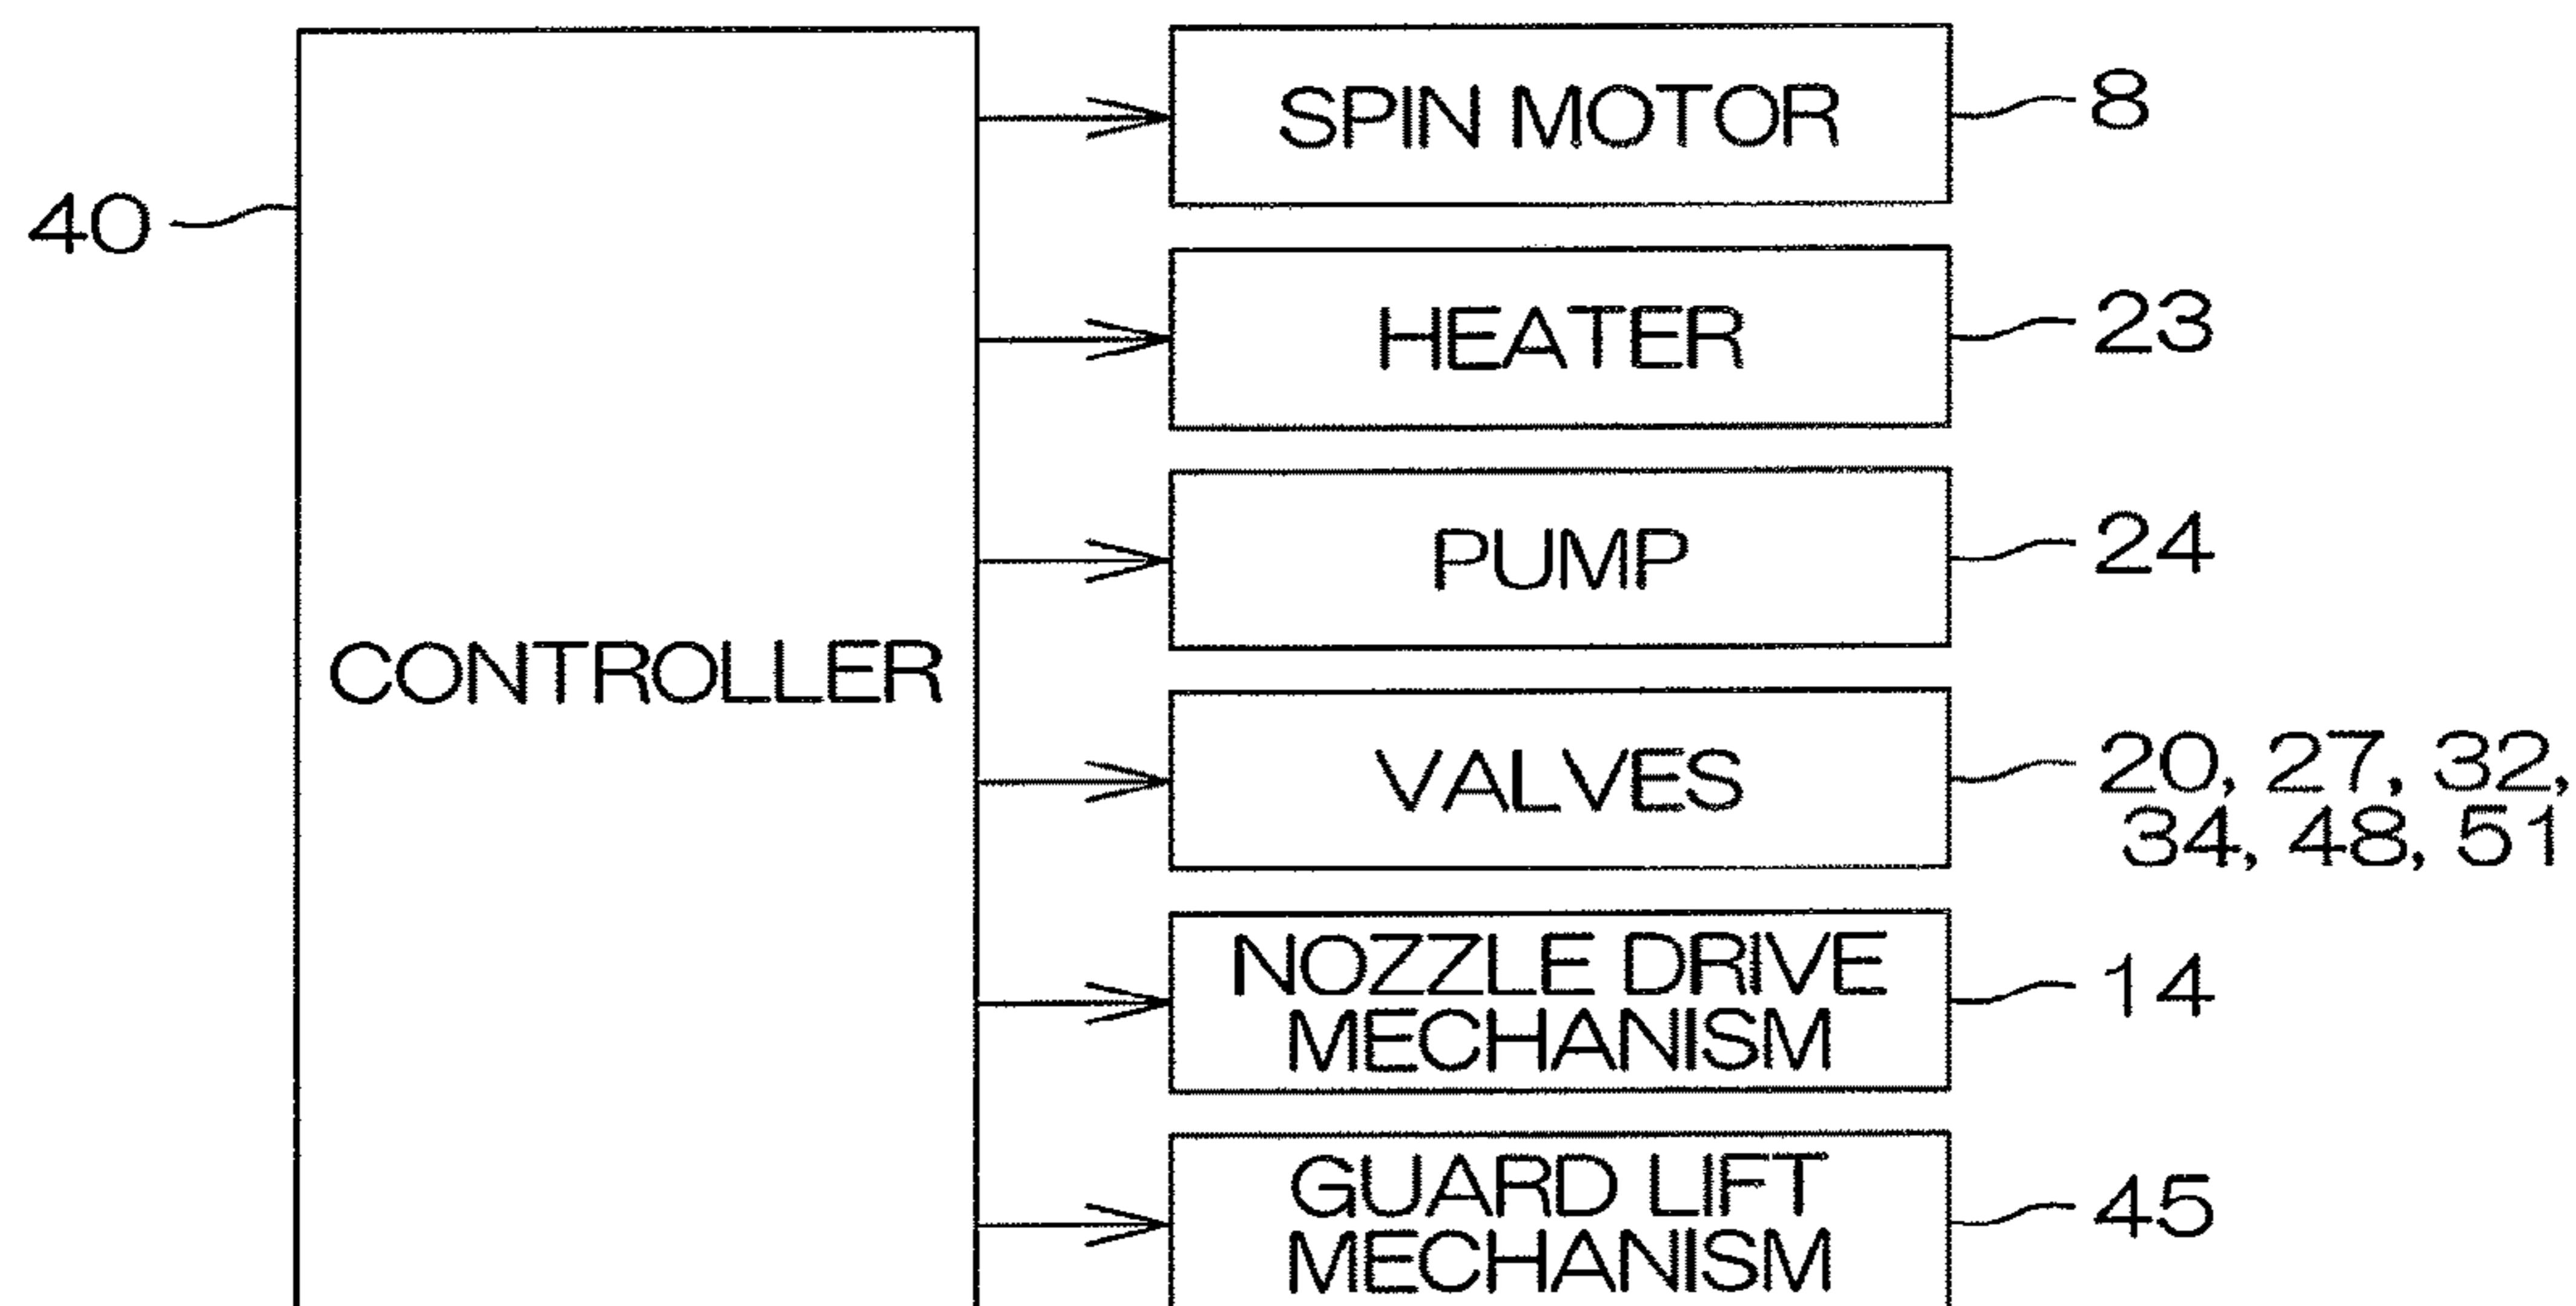 SPIN MOTOR
8
40
HEATER
23
PUMP
24
CONTROLLER
VALVES
20, 27, 32,
34, 48, 51
NOZZLE DRIVE
MECHANISM
14
GUARD LIFT
MECHANISM
45